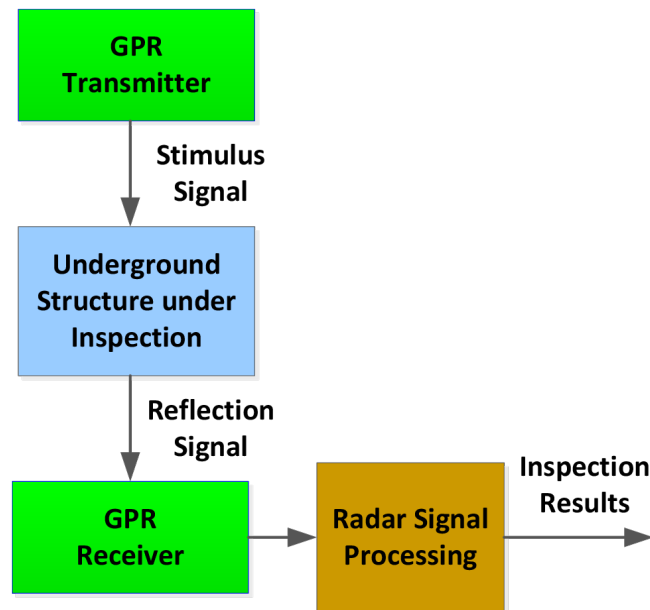 GPR
Transmitter
Stimulus
Signal
Underground
Structure under
Inspection
Reflection
Signal
GPR
Receiver
Radar Signal
Processing
Inspection
Results